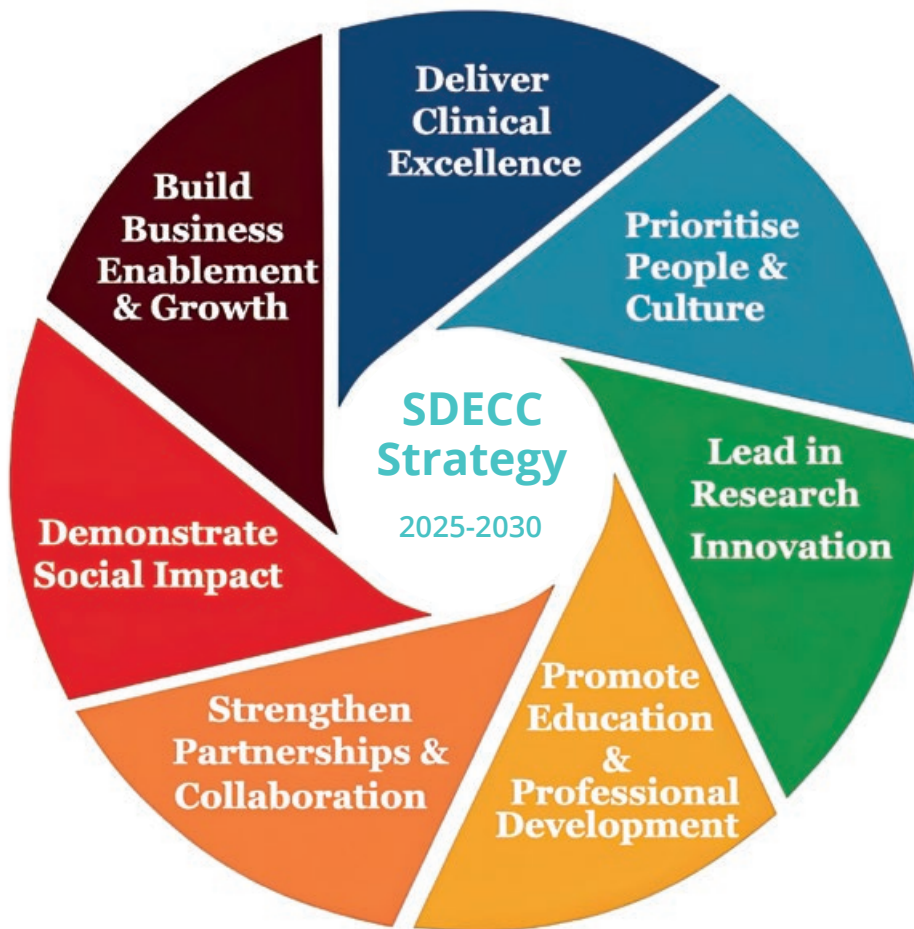 Deliver
Clinical
Excellence
Prioritise
People &
Culture
Lead in
Research
Innovation
Promote
Education
&
Professional
Development
Strengthen
Partnerships &
Collaboration
Demonstrate
Social Impact
Build
Business
Enablement
& Growth
SDECC
Strategy
2025-2030